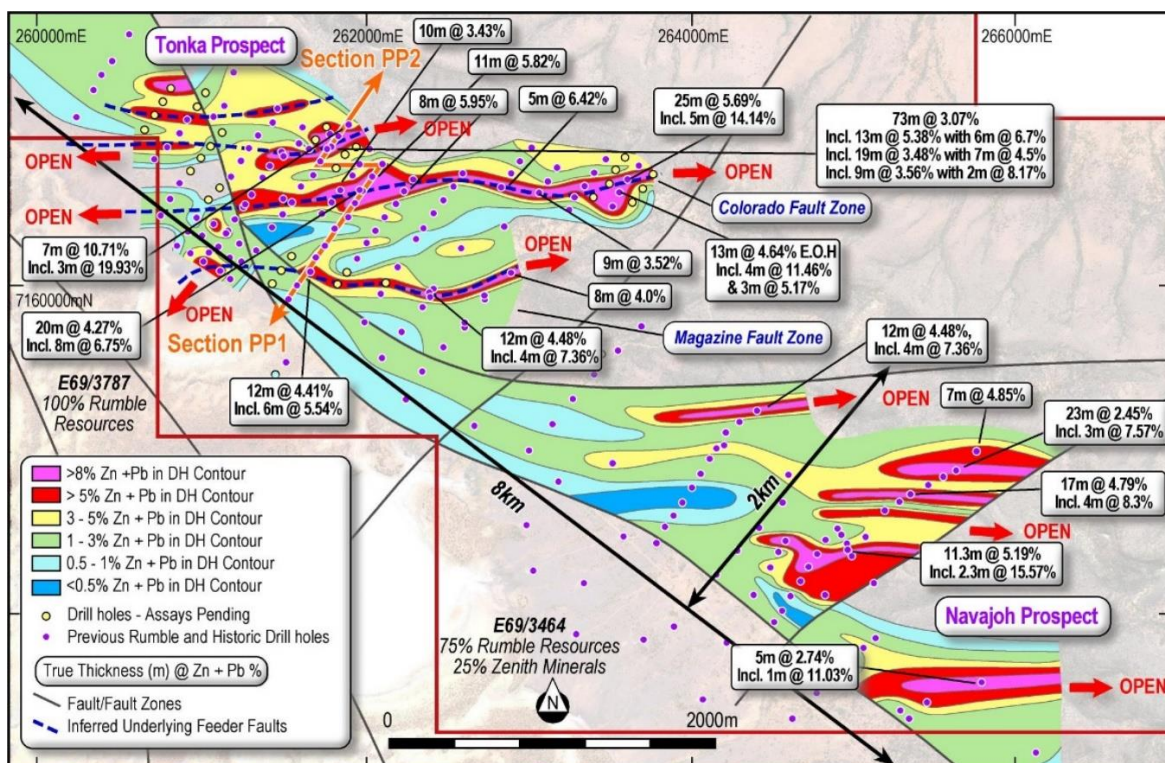 260000mE
262000mE
264000mE
266000mE
Tonka Prospect
Section PP2
10m @ 3.43%
11m @ 5.82%
8m @ 5.95%
5m @ 6.42%
25m @ 5.69%
Incl. 5m @ 14.14%
73m @ 3.07%
Incl. 13m @ 5.38% with 6m @ 6.7%
Incl. 19m @ 3.48% with 7m @ 4.5%
Incl. 9m @ 3.56% with 2m @ 8.17%
OPEN
OPEN
OPEN
OPEN
Colorado Fault Zone
7m @ 10.71%
Incl. 3m @ 19.93%
OPEN
9m @ 3.52%
13m @ 4.64% E.O.H
Incl. 4m @ 11.46%
& 3m @ 5.17%
7160000mN
OPEN
8m @ 4.0%
20m @ 4.27%
Incl. 8m @ 6.75%
Section PP1
12m @ 4.48%
Incl. 4m @ 7.36%
Magazine Fault Zone
12m @ 4.48%,
Incl. 4m @ 7.36%
E69/3787
100% Rumble
Resources
12m @ 4.41%
Incl. 6m @ 5.54%
OPEN
7m @ 4.85%
23m @ 2.45%
Incl. 3m @ 7.57%
8km
2km
17m @ 4.79%
Incl. 4m @ 8.3%
OPEN
11.3m @ 5.19%
Incl. 2.3m @ 15.57%
Navajoh Prospect
E69/3464
75% Rumble Resources
25% Zenith Minerals
5m @ 2.74%
Incl. 1m @ 11.03%
OPEN
>8% Zn +Pb in DH Contour
> 5% Zn + Pb in DH Contour
3 - 5% Zn + Pb in DH Contour
1 - 3% Zn + Pb in DH Contour
0.5 - 1% Zn + Pb in DH Contour
<0.5% Zn + Pb in DH Contour
Drill holes - Assays Pending
Previous Rumble and Historic Drill holes
True Thickness (m) @ Zn + Pb %
Fault/Fault Zones
Inferred Underlying Feeder Faults
N
0
2000m